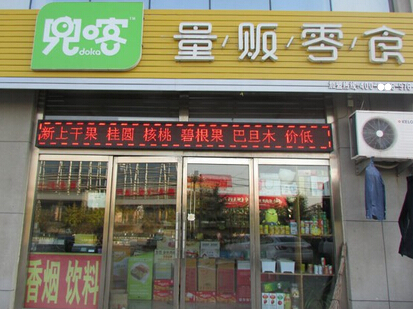 兜喀
doko
量贩零食
新上干果 桂圆 核桃 碧根果 巴旦木 价低
香烟 饮料